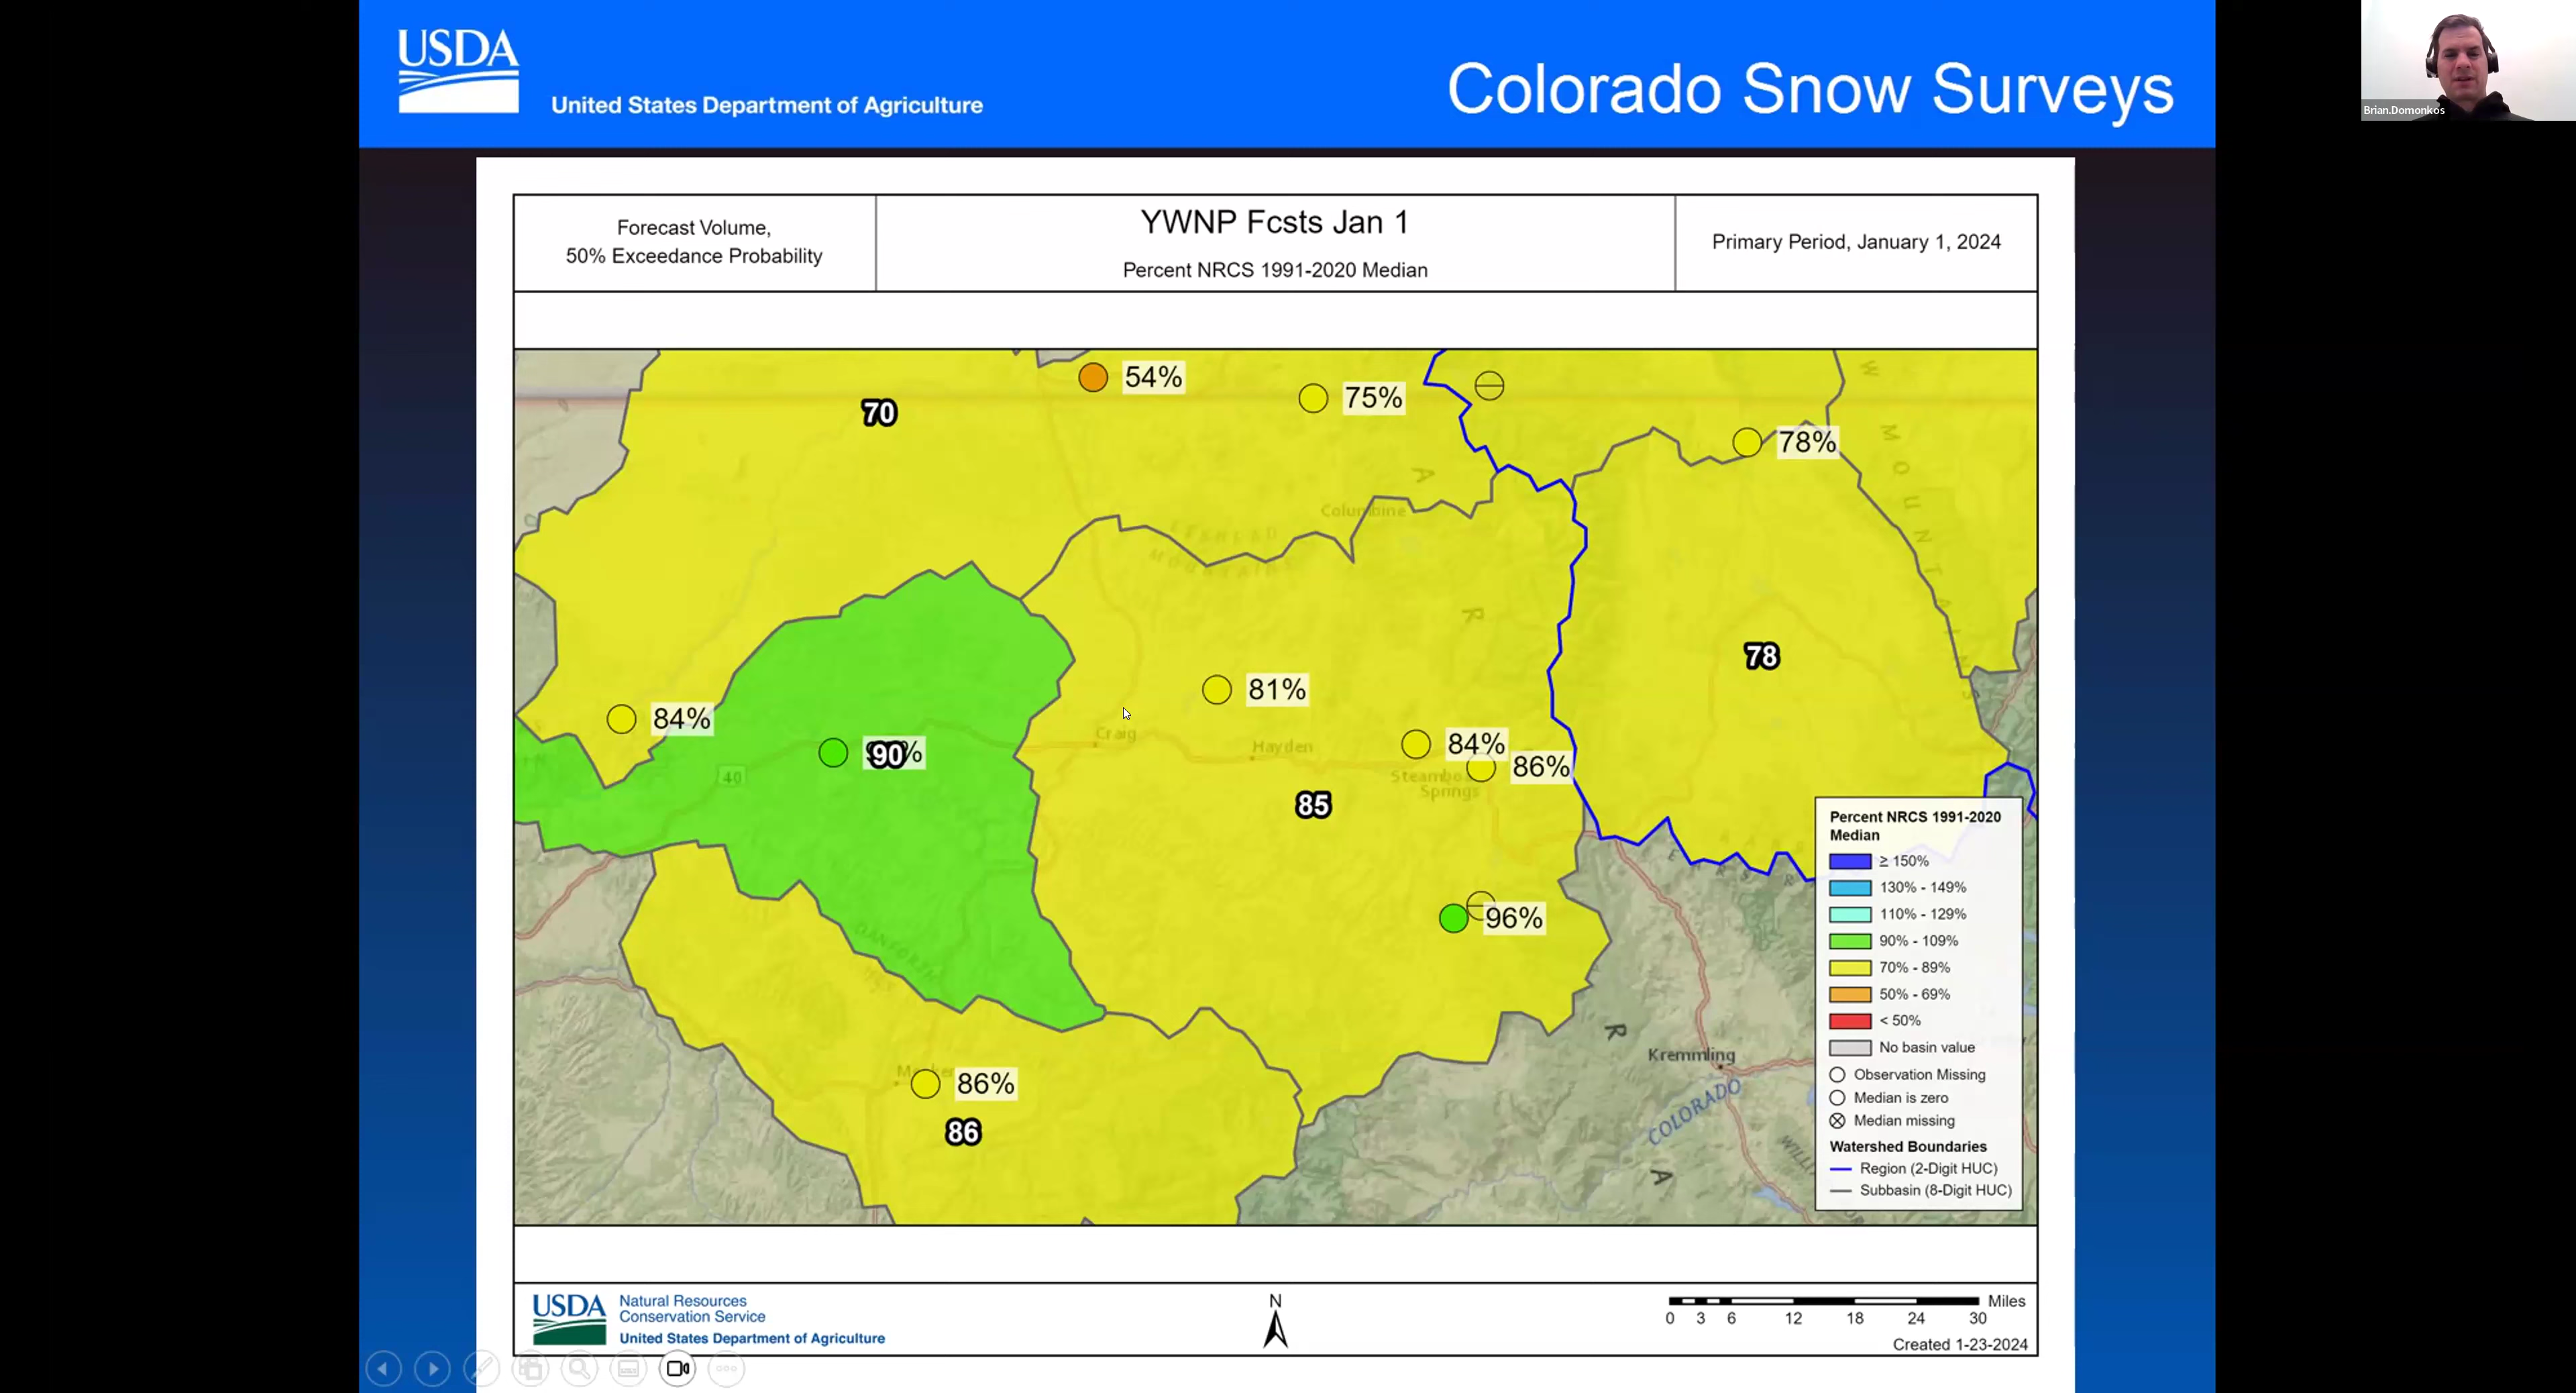 USDA
United States Department of Agriculture
Colorado Snow Surveys
Brian.Domonkos
Forecast Volume,
50% Exceedance Probability
YWNP Fcsts Jan 1
Percent NRCS 1991-2020 Median
Primary Period, January 1, 2024
54%
75%
70
78%
Columbine
78
81%
84%
Craig
Hayden
84%
86%
90
40
Springs
85
96%
86%
86
Kremmling
COLORADO
Percent NRCS 1991-2020
Median
≥ 150%
130% - 149%
110% - 129%
90% - 109%
70% - 89%
50% - 69%
< 50%
No basin value
Observation Missing
Median is zero
Median missing
Watershed Boundaries
Region (2-Digit HUC)
Subbasin (8-Digit HUC)
USDA
Natural Resources
Conservation Service
United States Department of Agriculture
N
Miles
0 3 6 12 18 24 30
Created 1-23-2024